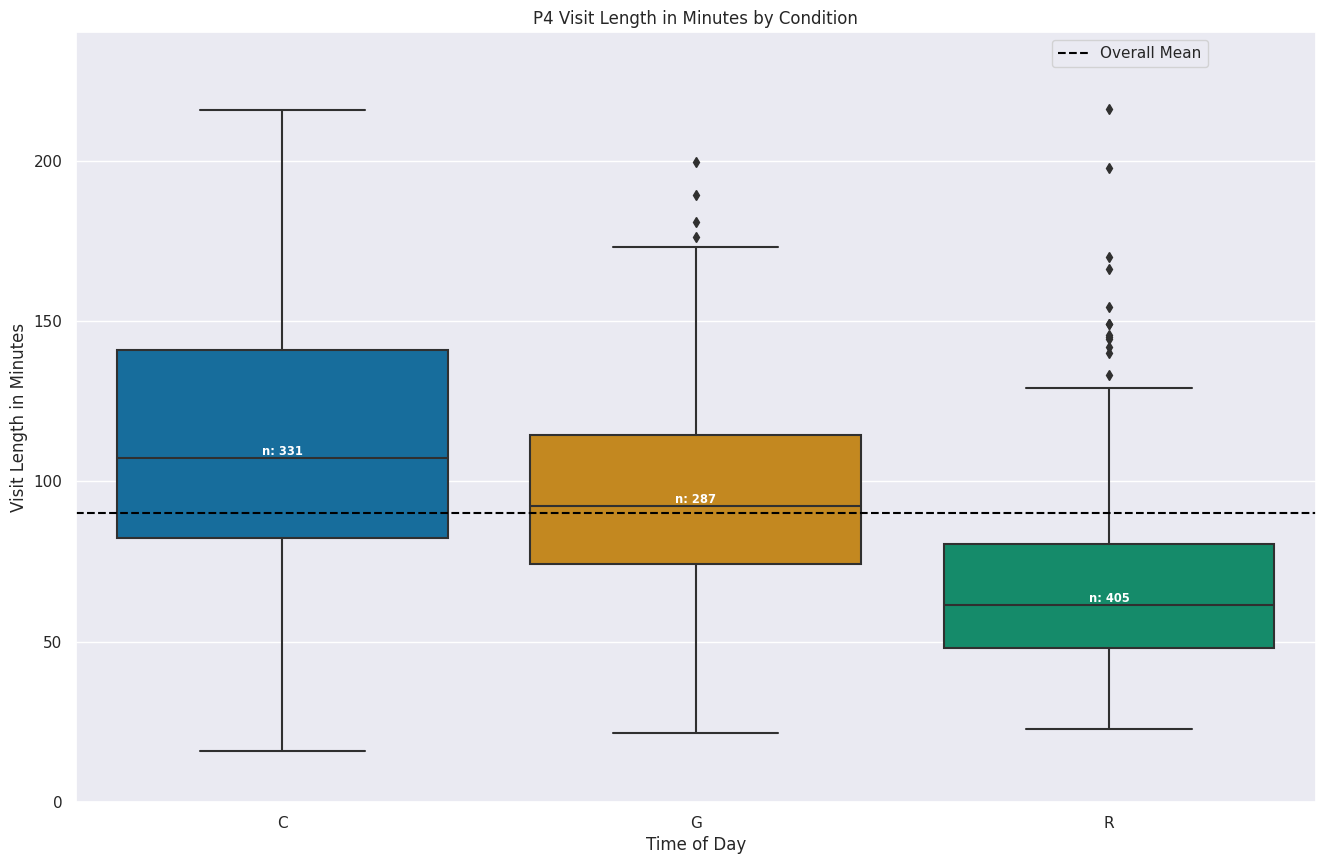 P4 Visit Length in Minutes by Condition
Overall Mean
Visit Length in Minutes
200
150
100
50
0
n: 331
n: 287
n: 405
C
G
R
Time of Day